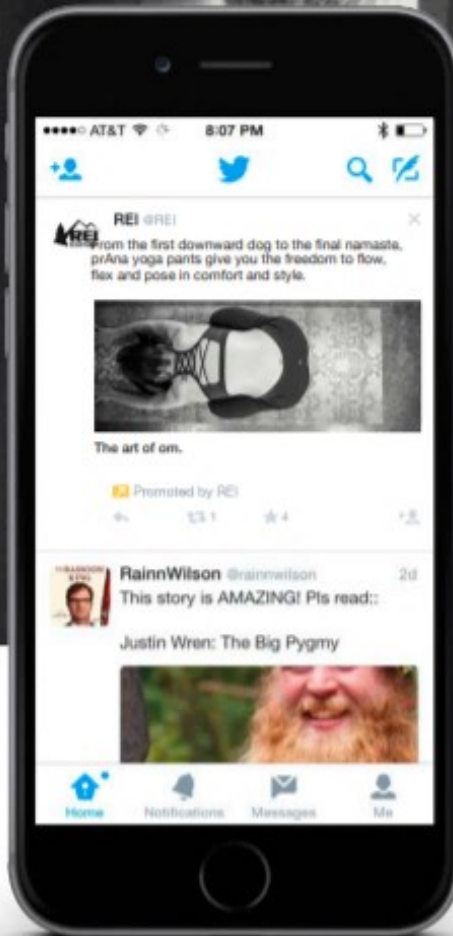 AT&T 8:07 PM
REI @REI
REI
From the first downward dog to the final namaste,
prAna yoga pants give you the freedom to flow,
flex and pose in comfort and style.
The art of om.
Promoted by REI
1 4
RainnWilson @rainnwilson 2d
This story is AMAZING! Pls read::
Justin Wren: The Big Pygmy
Home Notifications Messages Me